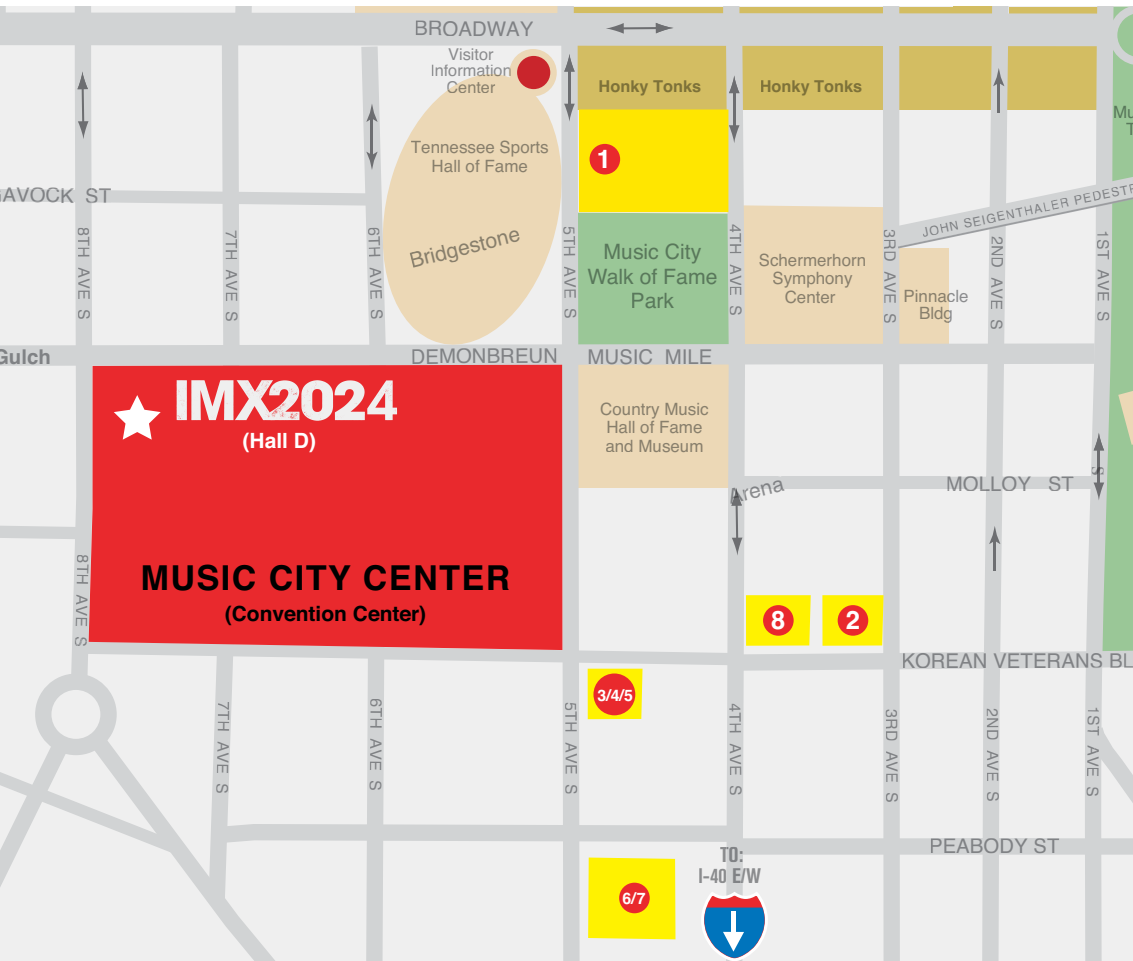 BROADWAY
Visitor
Information
Center
Honky Tonks
Honky Tonks
Tennessee Sports
Hall of Fame
Bridgestone
1
AVOCK ST
8TH AVE S
7TH AVE S
6TH AVE S
5TH AVE S
4TH AVE S
3RD AVE S
2ND AVE S
1ST AVE S
JOHN SEIGENTHALER PEDESTR
Music City
Walk of Fame
Park
Schermerhorn
Symphony
Center
Pinnacle
Bldg
Gulch
DEMONBREUN
MUSIC MILE
IMX2024
(Hall D)
Country Music
Hall of Fame
and Museum
Arena
MOLLOY ST
S
MUSIC CITY CENTER
(Convention Center)
8TH AVE S
8
2
KOREAN VETERANS BL
3/4/5
7TH AVE S
6TH AVE S
5TH AVE S
4TH AVE S
3RD AVE S
2ND AVE S
1ST AVE S
PEABODY ST
TO:
I-40 E/W
6/7